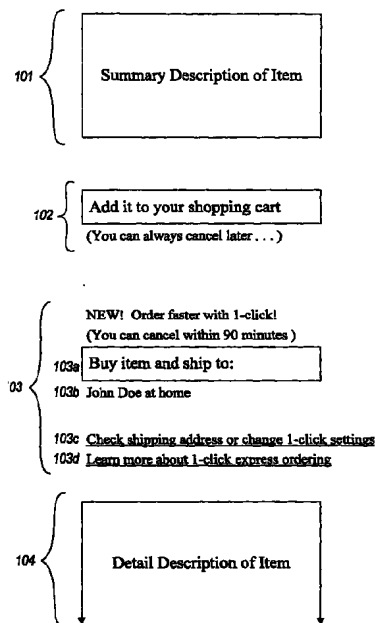 101
Summary Description of Item
102
Add it to your shopping cart
(You can always cancel later . . .)
NEW! Order faster with 1-click!
(You can cancel within 90 minutes )
03
103a Buy item and ship to:
103b John Doe at home
103c Check shipping address or change 1-click settings
103d Learn more about 1-click express ordering
104
Detail Description of Item